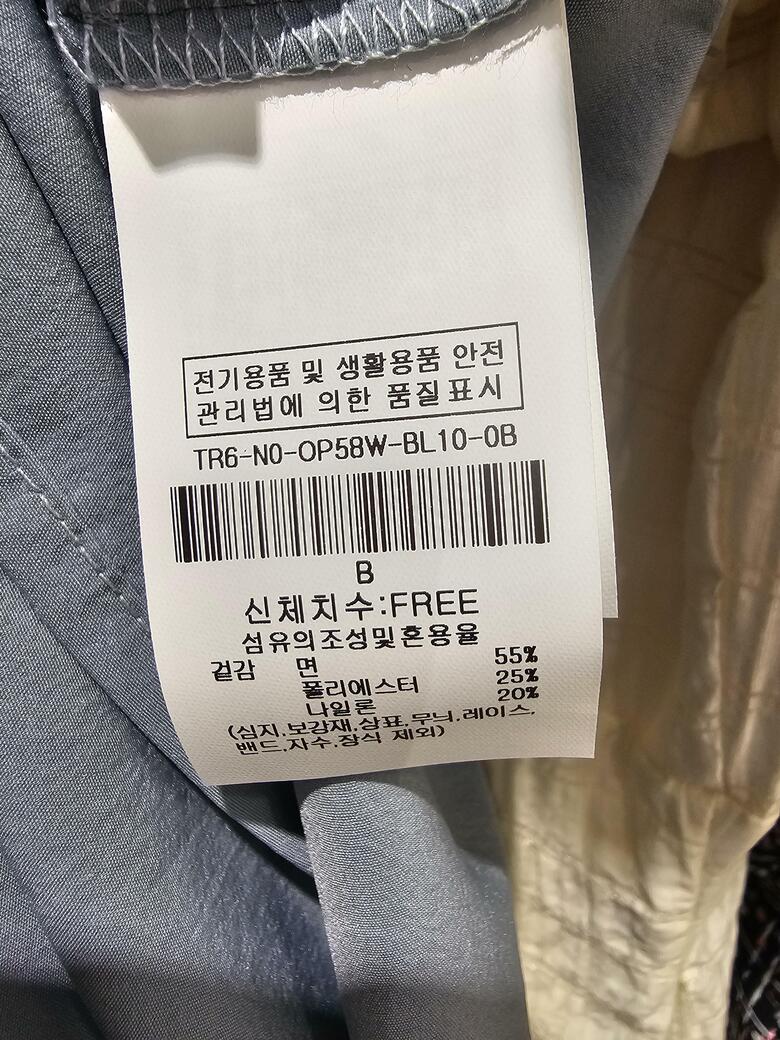 전기용품 및 생활용품 안전
관리법에 의한 품질표시
TR6-N0-OP58W-BL10-0B
B
신체치수:FREE
섬유의조성및혼용율
겉감 면 55%
폴리에스터 25%
나일론 20%
(심지.보강재.상표.무늬.레이스.
밴드.자수.장식 제외)